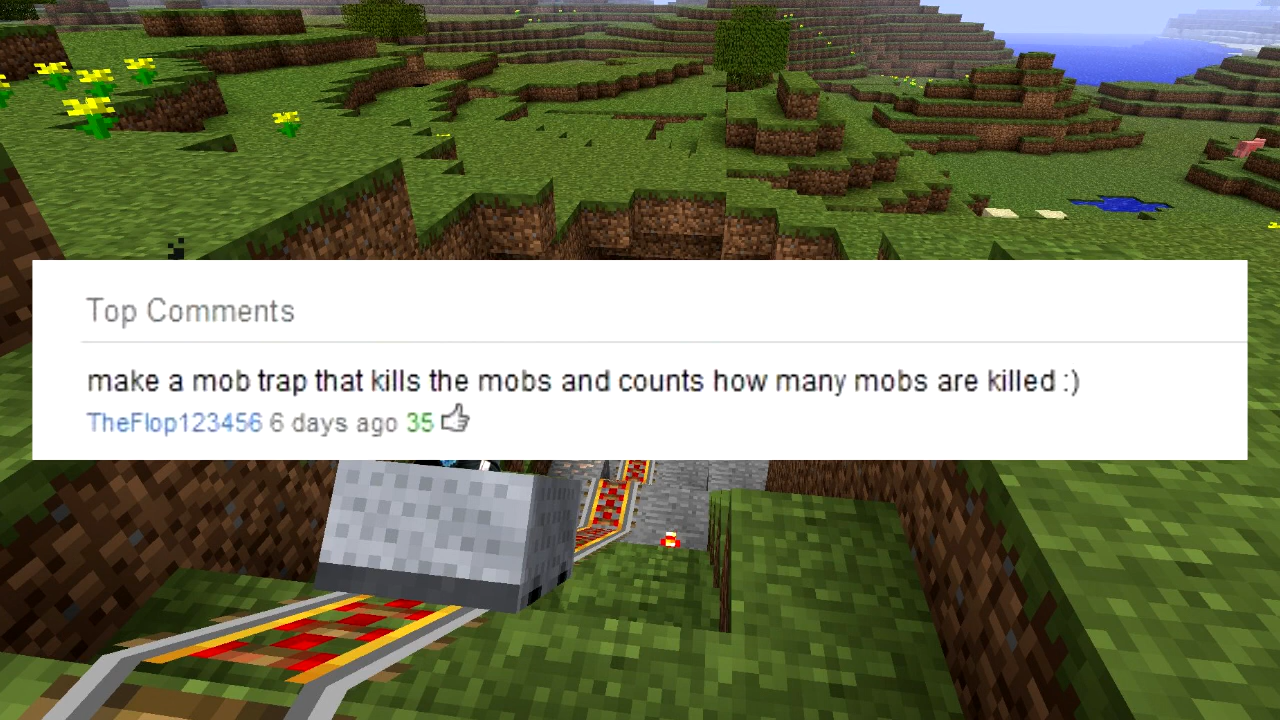 Top Comments
make a mob trap that kills the mobs and counts how many mobs are killed :)
TheFlop123456 6 days ago 35